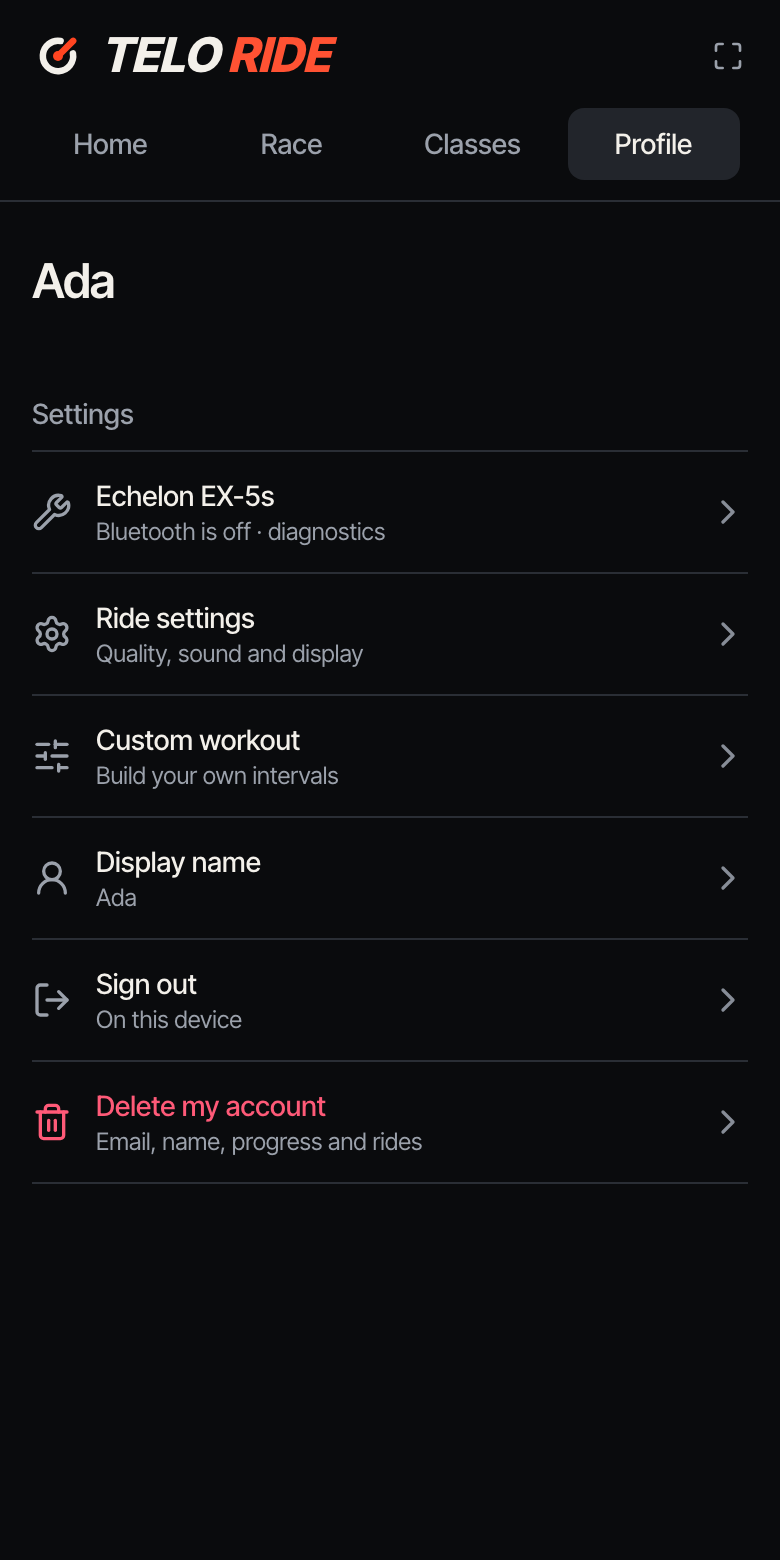 TELO RIDE
Home Race Classes Profile
Ada
Settings
Echelon EX-5s
Bluetooth is off · diagnostics
Ride settings
Quality, sound and display
Custom workout
Build your own intervals
Display name
Ada
Sign out
On this device
Delete my account
Email, name, progress and rides